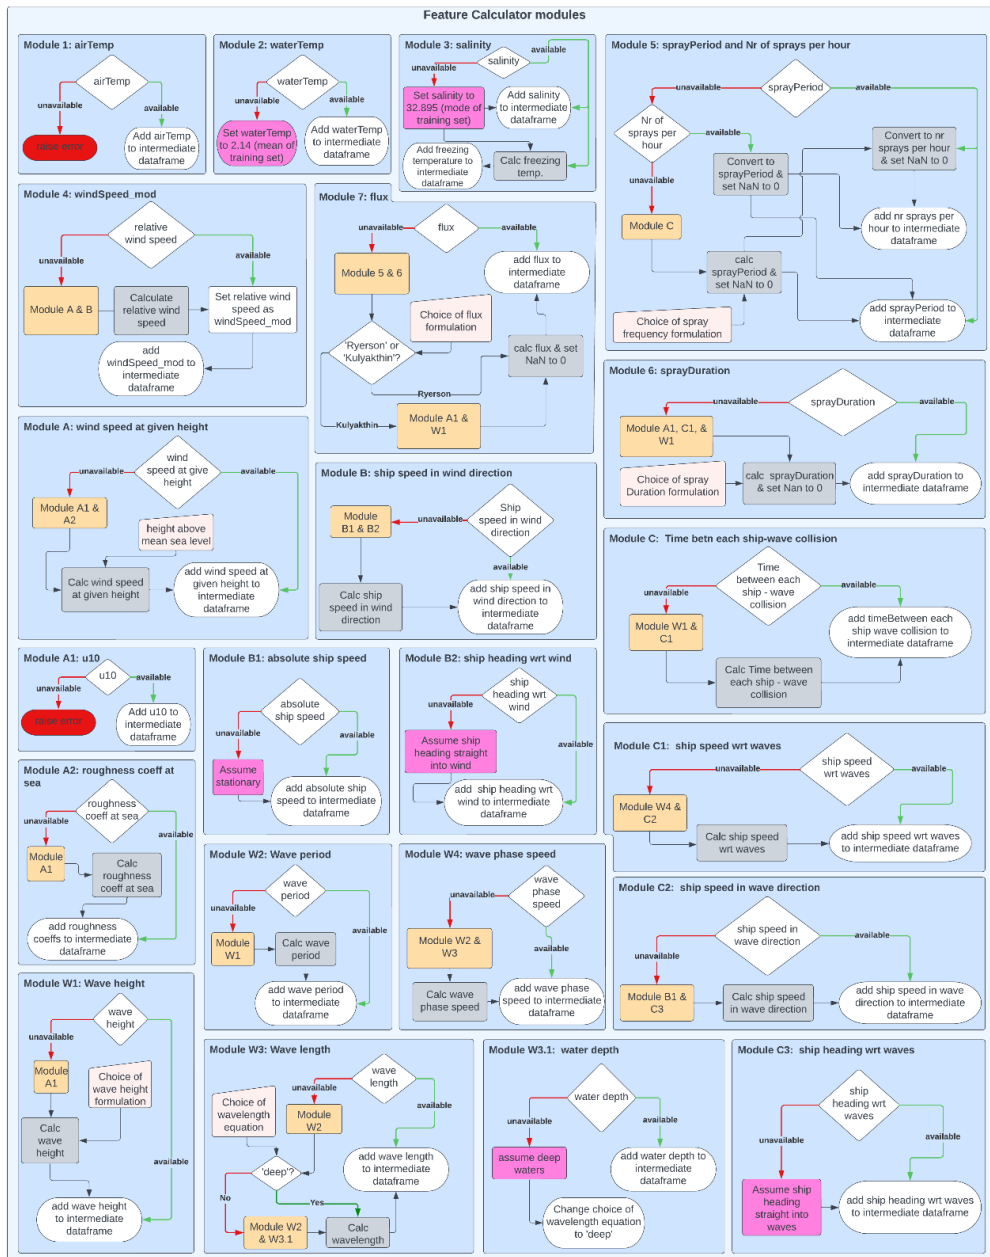 Feature Calculator modules
Module 1: airTemp
airTemp
unavailable
available
raise error
Add airTemp
to intermediate
dataframe
Module 2: waterTemp
waterTemp
unavailable
available
Set waterTemp
to 2.14 (mean of
training set)
Add waterTemp
to intermediate
dataframe
Module 3: salinity
available
unavailable
salinity
Set salinity to
32.895 (mode of
training set)
Add salinity
to intermediate
dataframe
Add freezing
temperature to
intermediate
dataframe
Calc freezing
temp.
Module 5: sprayPeriod and Nr of sprays per hour
unavailable
sprayPeriod
available
Nr of
sprays per
hour
available
unavailable
Convert to
sprayPeriod &
set NaN to 0
Convert to nr
sprays per hour
& set NaN to 0
Module C
add nr sprays per
hour to intermediate
dataframe
calc
sprayPeriod &
set NaN to 0
Choice of spray
frequency formulation
add sprayPeriod to
intermediate
dataframe
Module 4: windSpeed_mod
relative
wind speed
unavailable
available
Module A & B
Calculate
relative wind
speed
Set relative wind
speed as
windSpeed_mod
add
windSpeed_mod to
intermediate
dataframe
Module 7: flux
unavailable
flux
available
Module 5 & 6
add flux to
intermediate
dataframe
Choice of flux
formulation
'Ryerson' or
'Kulyakthin'?
calc flux & set
NaN to 0
Ryerson
Kulyakthin
Module A1 &
W1
Module 6: sprayDuration
unavailable
sprayDuration
available
Module A1, C1, &
W1
Choice of spray
Duration formulation
calc sprayDuration
& set Nan to 0
add sprayDuration to
intermediate dataframe
Module A: wind speed at given height
wind
speed at give
height
unavailable
available
Module A1 &
A2
height above
mean sea level
Calc wind speed
at given height
add wind speed at
given height to
intermediate
dataframe
Module B: ship speed in wind direction
Module
B1 & B2
unavailable
Ship
speed in wind
direction
available
Calc ship
speed in wind
direction
add ship speed in
wind direction to
intermediate
dataframe
Module C: Time betn each ship-wave collision
Time
between each
ship - wave
collision
unavailable
available
Module W1 &
C1
add timeBetween each
ship wave collision to
intermediate
dataframe
Calc Time between
each ship - wave
collision
Module A1: u10
u10
unavailable
available
raise error
Add u10 to
intermediate
dataframe
Module B1: absolute ship speed
absolute
ship speed
unavailable
available
Assume
stationary
add absolute ship
speed to intermediate
dataframe
Module B2: ship heading wrt wind
ship
heading wrt
wind
unavailable
available
Assume ship
heading straight
into wind
add ship heading wrt
wind to intermediate
dataframe
Module C1: ship speed wrt waves
unavailable
ship speed
wrt waves
available
Module W4 &
C2
Calc ship speed
wrt waves
add ship speed wrt waves
to intermediate dataframe
Module A2: roughness coeff at
sea
roughness
coeff at sea
unavailable
available
Module
A1
Calc
roughness
coeff at sea
add roughness
coeffs to intermediate
dataframe
Module W2: Wave period
wave
period
unavailable
available
Module
W1
Calc wave
period
add wave period
to intermediate
dataframe
Module W4: wave phase speed
unavailable
wave
phase
speed
available
Module W2 &
W3
Calc wave
phase speed
add wave phase
speed to intermediate
dataframe
Module C2: ship speed in wave direction
unavailable
ship speed in
wave direction
available
Module B1 &
C3
Calc ship speed
in wave direction
add ship speed in wave
direction to intermediate
dataframe
Module W1: Wave height
wave
height
unavailable
Module
A1
Choice of
wave height
formulation
Calc
wave
height
available
add wave height
to intermediate
dataframe
Module W3: Wave length
unavailable
wave
length
available
Choice of
wavelength
equation
Module
W2
'deep'?
add wave length to
intermediate
dataframe
No
Yes
Module W2
& W3.1
Calc
wavelength
Module W3.1: water depth
water depth
unavailable
available
assume deep
waters
add water depth to
intermediate
dataframe
Change choice of
wavelength equation
to 'deep'
Module C3: ship heading wrt waves
ship
heading wrt
waves
unavailable
available
Assume ship
heading
straight into
waves
add ship heading wrt waves
to intermediate dataframe